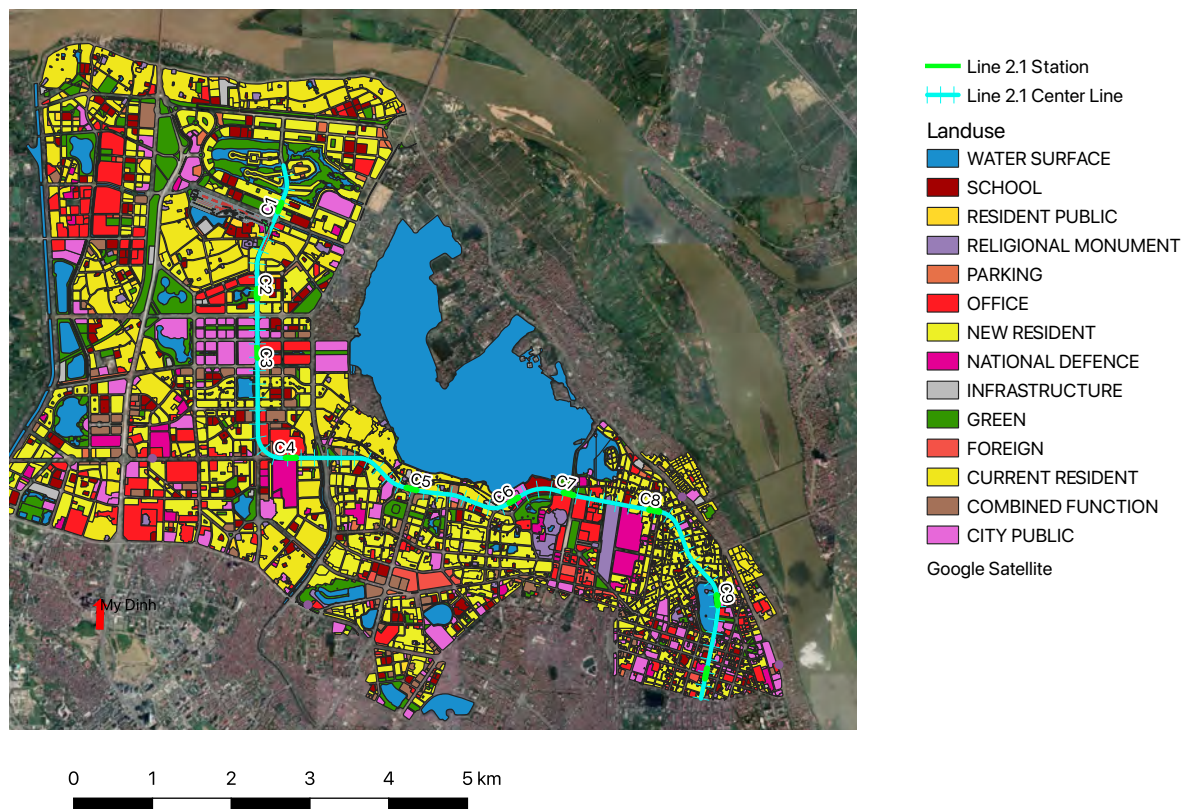 Line 2.1 Station
Line 2.1 Center Line
Landuse
WATER SURFACE
SCHOOL
RESIDENT PUBLIC
RELIGIONAL MONUMENT
PARKING
OFFICE
NEW RESIDENT
NATIONAL DEFENCE
INFRASTRUCTURE
GREEN
FOREIGN
CURRENT RESIDENT
COMBINED FUNCTION
CITY PUBLIC
Google Satellite
C1
C2
C3
C4
C5
C6
C7
C8
C9
My Dinh
0 1 2 3 4 5 km